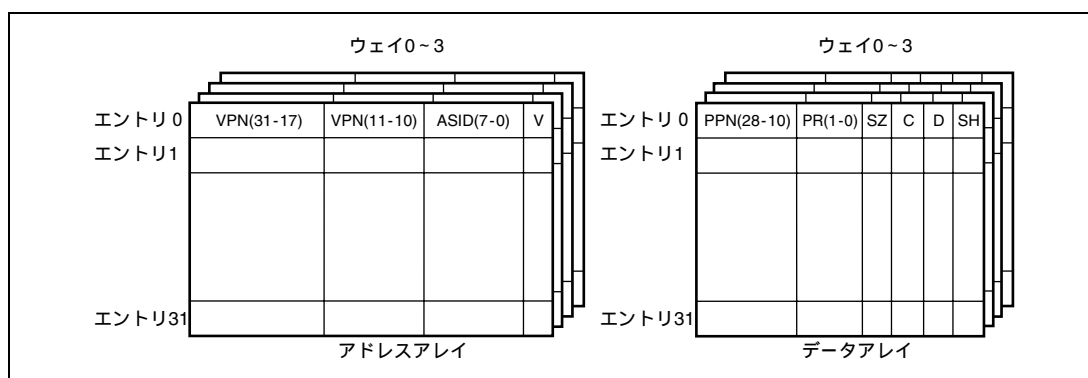 ウェイ0~3
エントリ0 VPN(31-17) VPN(11-10) ASID(7-0) V
エントリ1
エントリ31
アドレスアレイ
ウェイ0~3
エントリ0 PPN(28-10) PR(1-0) SZ C D SH
エントリ1
エントリ31
データアレイ